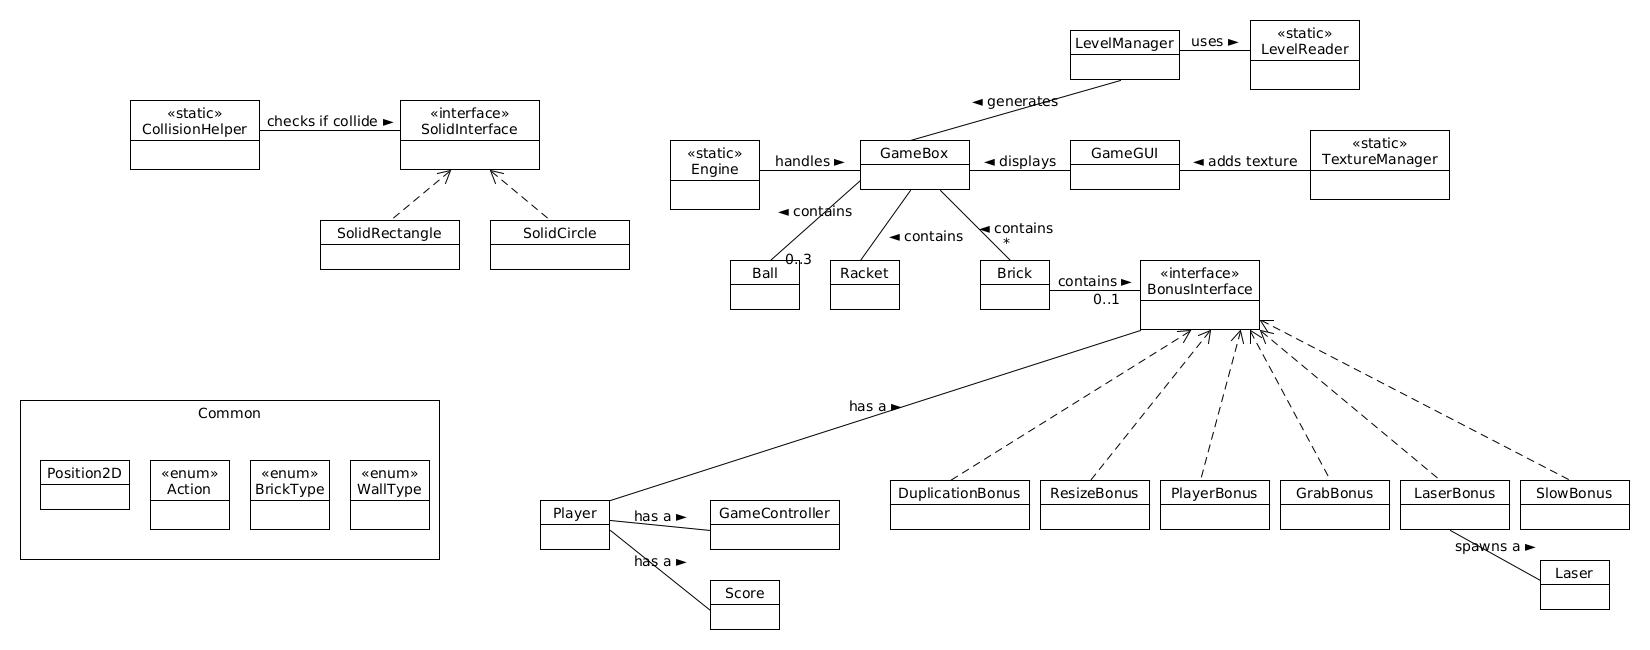 LevelManager
uses ►
«static»
LevelReader
◄ generates
«static»
CollisionHelper
checks if collide ►
«interface»
SolidInterface
SolidRectangle
SolidCircle
«static»
Engine
handles ►
GameBox
◄ displays
GameGUI
◄ adds texture
«static»
TextureManager
◄ contains
◄ contains
◄ contains
*
0..3
Ball
Racket
Brick
contains ►
0..1
«interface»
BonusInterface
has a ►
Common
Position2D
«enum»
Action
«enum»
BrickType
«enum»
WallType
DuplicationBonus
ResizeBonus
PlayerBonus
GrabBonus
LaserBonus
SlowBonus
Player
has a ►
GameController
has a ►
Score
spawns a ►
Laser